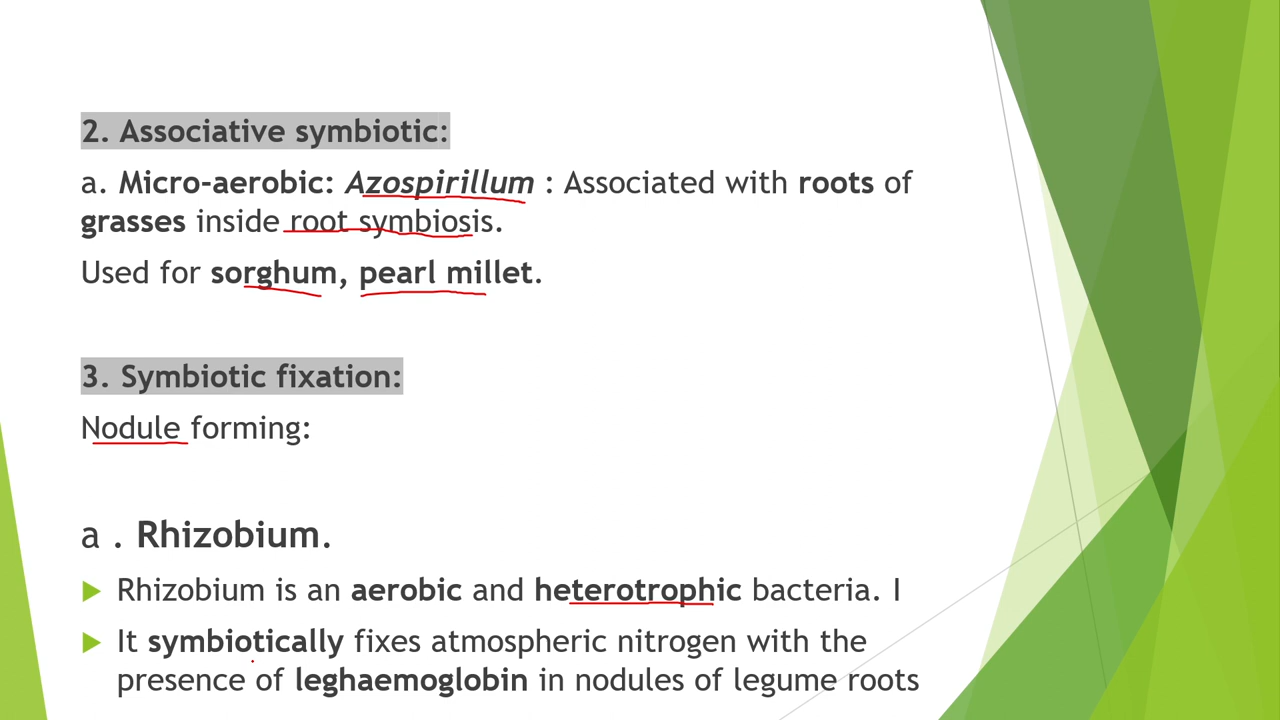 2. Associative symbiotic:
a. Micro-aerobic: Azospirillum : Associated with roots of
grasses inside root symbiosis.
Used for sorghum, pearl millet.
3. Symbiotic fixation:
Nodule forming:
a . Rhizobium.
Rhizobium is an aerobic and heterotrophic bacteria. I
It symbiotically fixes atmospheric nitrogen with the
presence of leghaemoglobin in nodules of legume roots